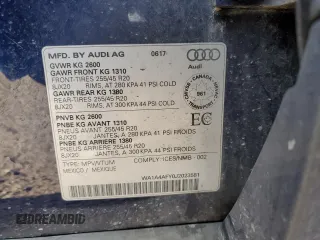 MFD. BY AUDI AG 0617
Audi
GVWR KG 2600
GAWR FRONT KG 1310
FRONT-TIRES 255/45 R20
8JX20 RIMS, AT 280 KPA 41 PSI COLD
GAWR REAR KG 1380
REAR-TIRES 255/45 R20
8JX20 RIMS, AT 300 KPA 44 PSI COLD
CANADA
TRANSPORT
PNVB KG 2600
PNBE KG AVANT 1310
PNEUS AVANT 255/45 R20
8JX20 JANTES, A 280 KPA 41 PSI FROIDS
PNBE KG ARRIERE 1380
PNEUS ARRIERE 255/45 R20
8JX20 JANTES, A 300 KPA 44 PSI FROIDS
EC
TYPE: MPV/VTUM COMPLY ICES/NMB - 002
MEXICO / MEXIQUE
© DRIVEBIDCARS